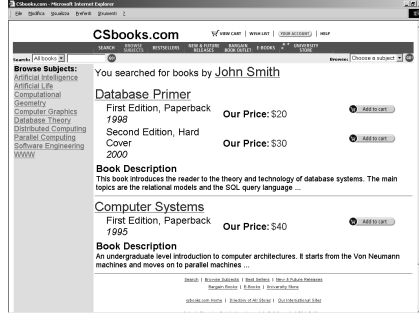 CSbooks.com - Microsoft Internet Explorer
File Modifica Visualizza Preferiti Strumenti ?
CSbooks.com
VIEW CART | WISH LIST | YOUR ACCOUNT | HELP
SEARCH BROWSE SUBJECTS BESTSELLERS NEW & FUTURE RELEASES BARGAIN BOOK OUTLET E-BOOKS UNIVERSITY STORE
Search: All books GO Browse: Choose a subject GO
Browse Subjects:
Artificial Intelligence
Artificial Life
Computational
Geometry
Computer Graphics
Database Theory
Distributed Computing
Parallel Computing
Software Engineering
WWW
You searched for books by John Smith
Database Primer
First Edition, Paperback
1998
Our Price: $20
Add to cart
Second Edition, Hard
Cover
2000
Our Price: $30
Add to cart
Book Description
This book introduces the reader to the theory and technology of database systems. The main
topics are the relational models and the SQL query language ...
Computer Systems
First Edition, Paperback
1995
Our Price: $40
Add to cart
Book Description
An undergraduate level introduction to computer architectures. It starts from the Von Neumann
machines and moves on to parallel machines ...
Search | Browse Subjects | Best Sellers | New & Future Releases
Bargain Books | E-Books | University Store
csbooks.com Home | Directory of All Stores | Our International Sites